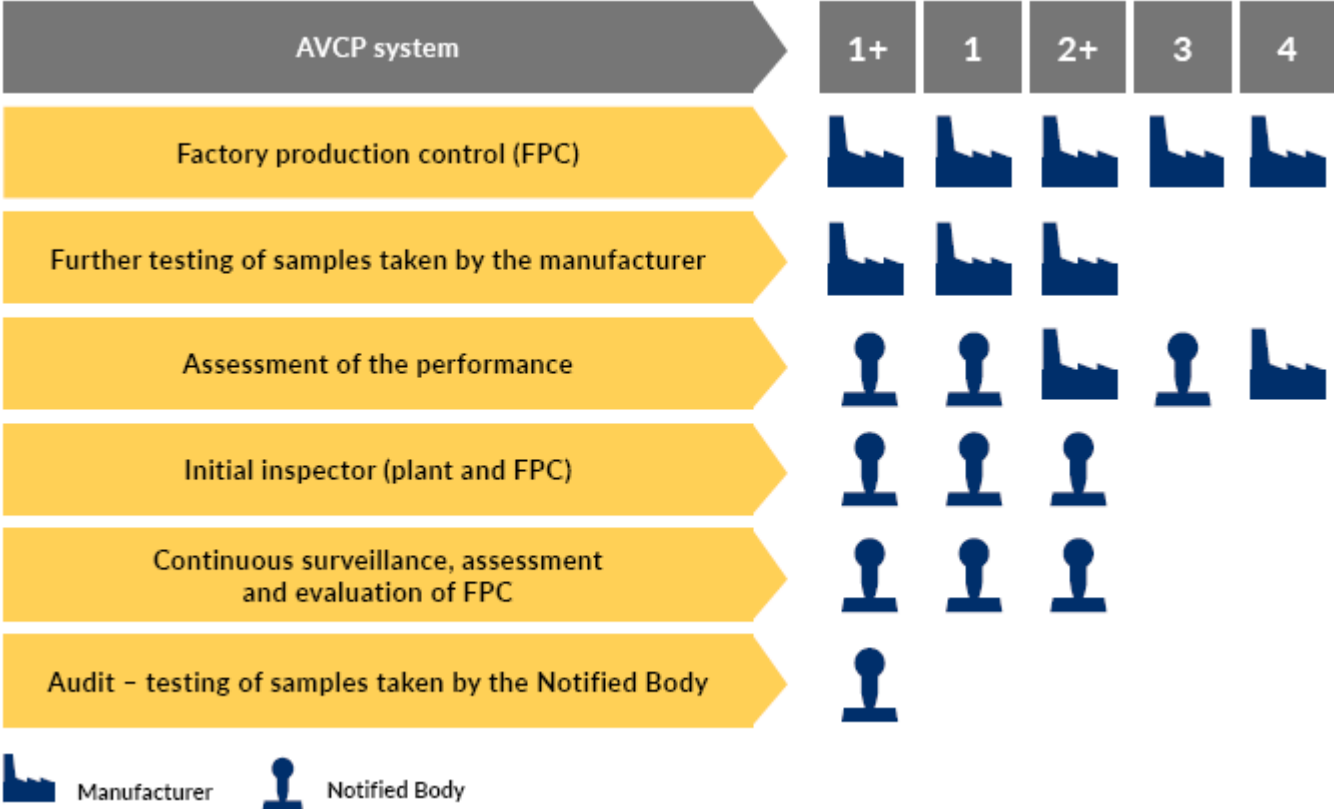 AVCP system
1+ 1 2+ 3 4
Factory production control (FPC)
Further testing of samples taken by the manufacturer
Assessment of the performance
Initial inspector (plant and FPC)
Continuous surveillance, assessment
and evaluation of FPC
Audit – testing of samples taken by the Notified Body
Manufacturer
Notified Body